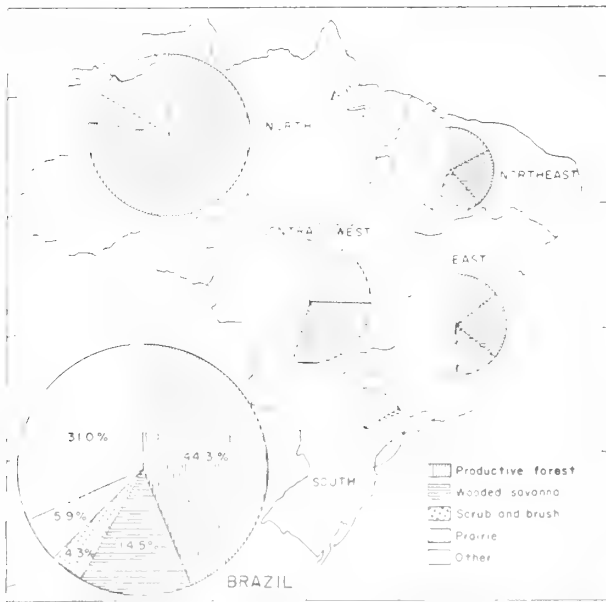 NORTH
NORTHEAST
WEST
EAST
31.0%
44.3%
5.9%
4.3%
14.5%
SOUTH
BRAZIL
Productive forest
Wooded savanna
Scrub and brush
Prairie
Other